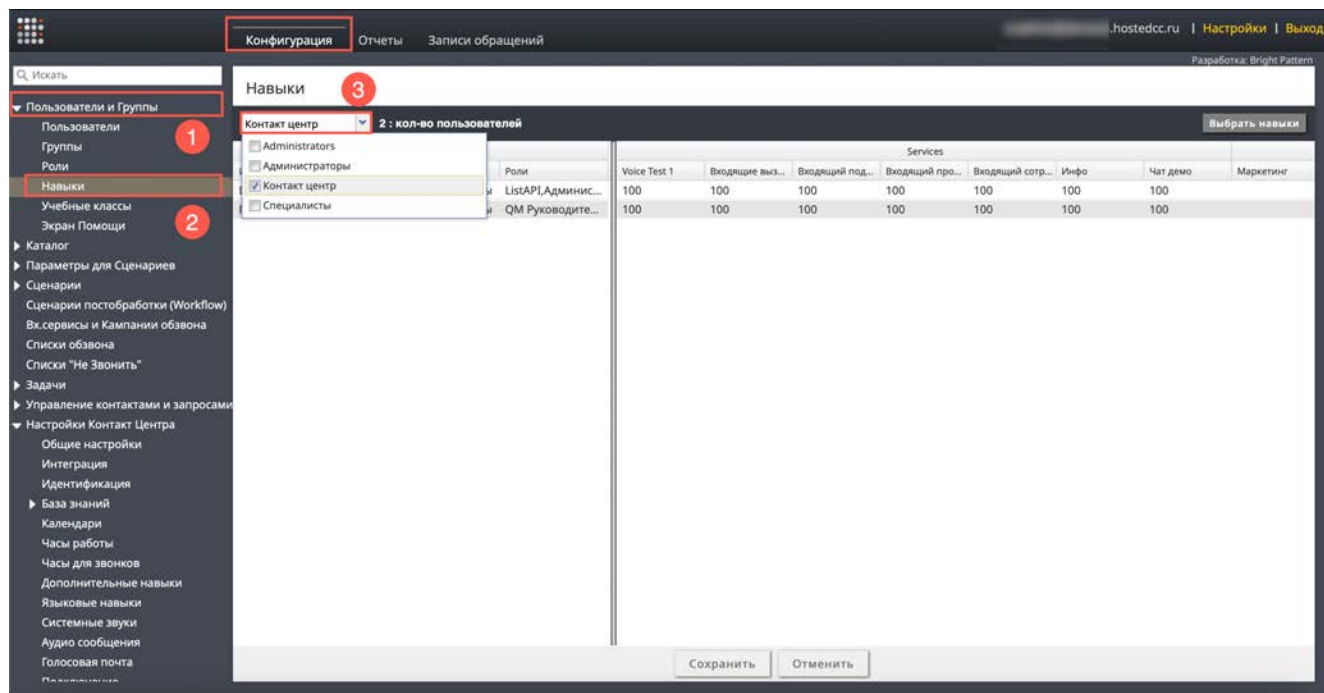 Конфигурация Отчеты Записи обращений .hostedcc.ru | Настройки | Выход
Разработка: Bright Pattern
Искать
Навыки 3
Пользователи и Группы
1
Контакт центр 2 : кол-во пользователей Выбрать навыки
Пользователи
Группы
Роли
Навыки
Учебные классы
2
Экран Помощи
Каталог
Параметры для Сценариев
Сценарии
Сценарии постобработки (Workflow)
Вх.сервисы и Кампании обзвона
Списки обзвона
Списки "Не Звонить"
Задачи
Управление контактами и запросами
Настройки Контакт Центра
Общие настройки
Интеграция
Идентификация
База знаний
Календари
Часы работы
Часы для звонков
Дополнительные навыки
Языковые навыки
Системные звуки
Аудио сообщения
Голосовая почта
Administrators
Администраторы
Контакт центр
Специалисты
Services
Роли Voice Test 1 Входящие выз... Входящий под... Входящий про... Входящий сотр... Инфо Чат демо Маркетинг
ListAPI,Админис... 100 100 100 100 100 100 100
QM Руководите... 100 100 100 100 100 100 100
Сохранить Отменить